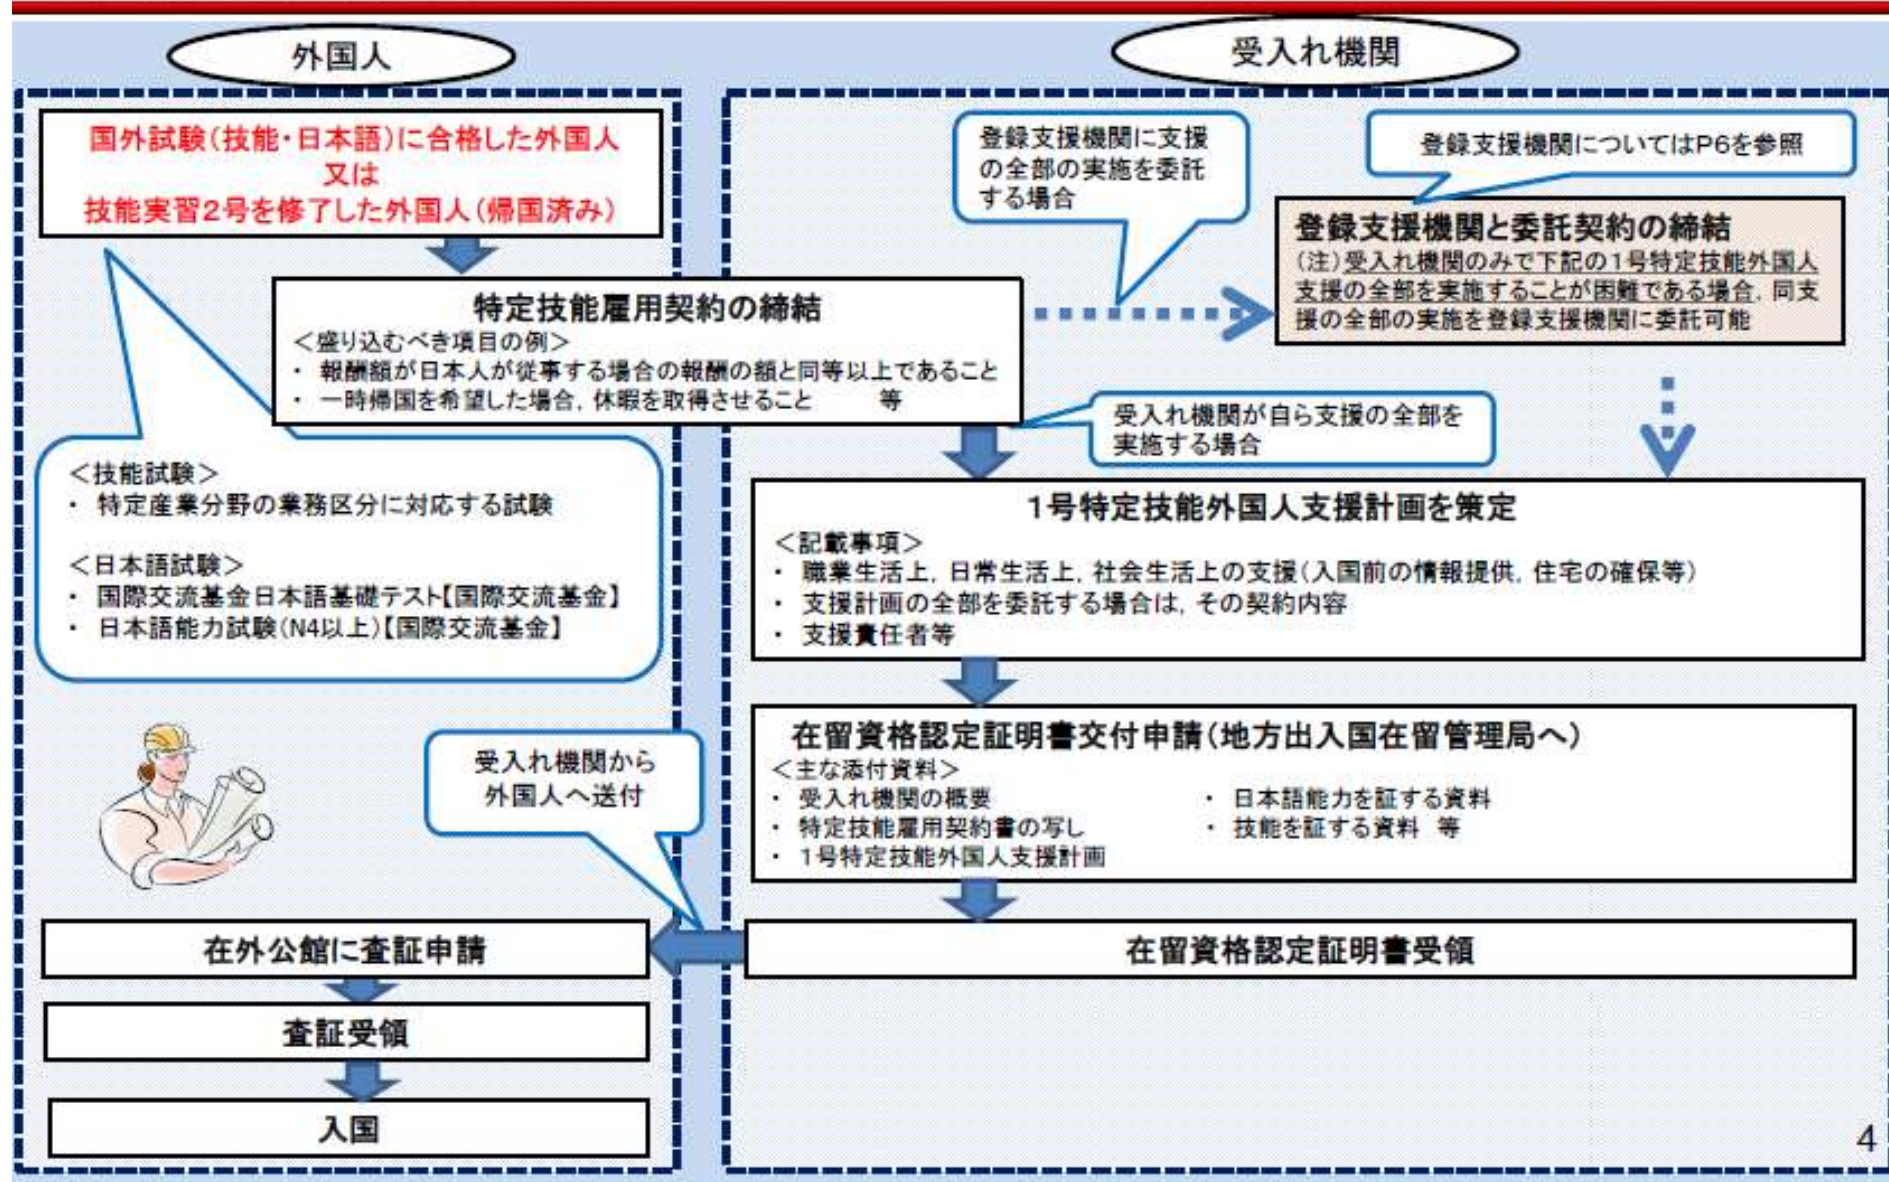 外国人
受入れ機関
国外試験(技能・日本語)に合格した外国人
又は
技能実習2号を修了した外国人(帰国済み)
登録支援機関に支援
の全部の実施を委託
する場合
登録支援機関についてはP6を参照
登録支援機関と委託契約の締結
(注)受入れ機関のみで下記の1号特定技能外国人
支援の全部を実施することが困難である場合,同支
援の全部の実施を登録支援機関に委託可能
特定技能雇用契約の締結
<盛り込むべき項目の例>
・ 報酬額が日本人が従事する場合の報酬の額と同等以上であること
・ 一時帰国を希望した場合,休暇を取得させること 等
受入れ機関が自ら支援の全部を
実施する場合
<技能試験>
・ 特定産業分野の業務区分に対応する試験
<日本語試験>
・ 国際交流基金日本語基礎テスト【国際交流基金】
・ 日本語能力試験(N4以上)【国際交流基金】
1号特定技能外国人支援計画を策定
<記載事項>
・ 職業生活上,日常生活上,社会生活上の支援(入国前の情報提供,住宅の確保等)
・ 支援計画の全部を委託する場合は,その契約内容
・ 支援責任者等
在留資格認定証明書交付申請(地方出入国在留管理局へ)
<主な添付資料>
・ 受入れ機関の概要 ・ 日本語能力を証する資料
・ 特定技能雇用契約書の写し ・ 技能を証する資料 等
・ 1号特定技能外国人支援計画
受入れ機関から
外国人へ送付
在外公館に査証申請
在留資格認定証明書受領
査証受領
入国
4